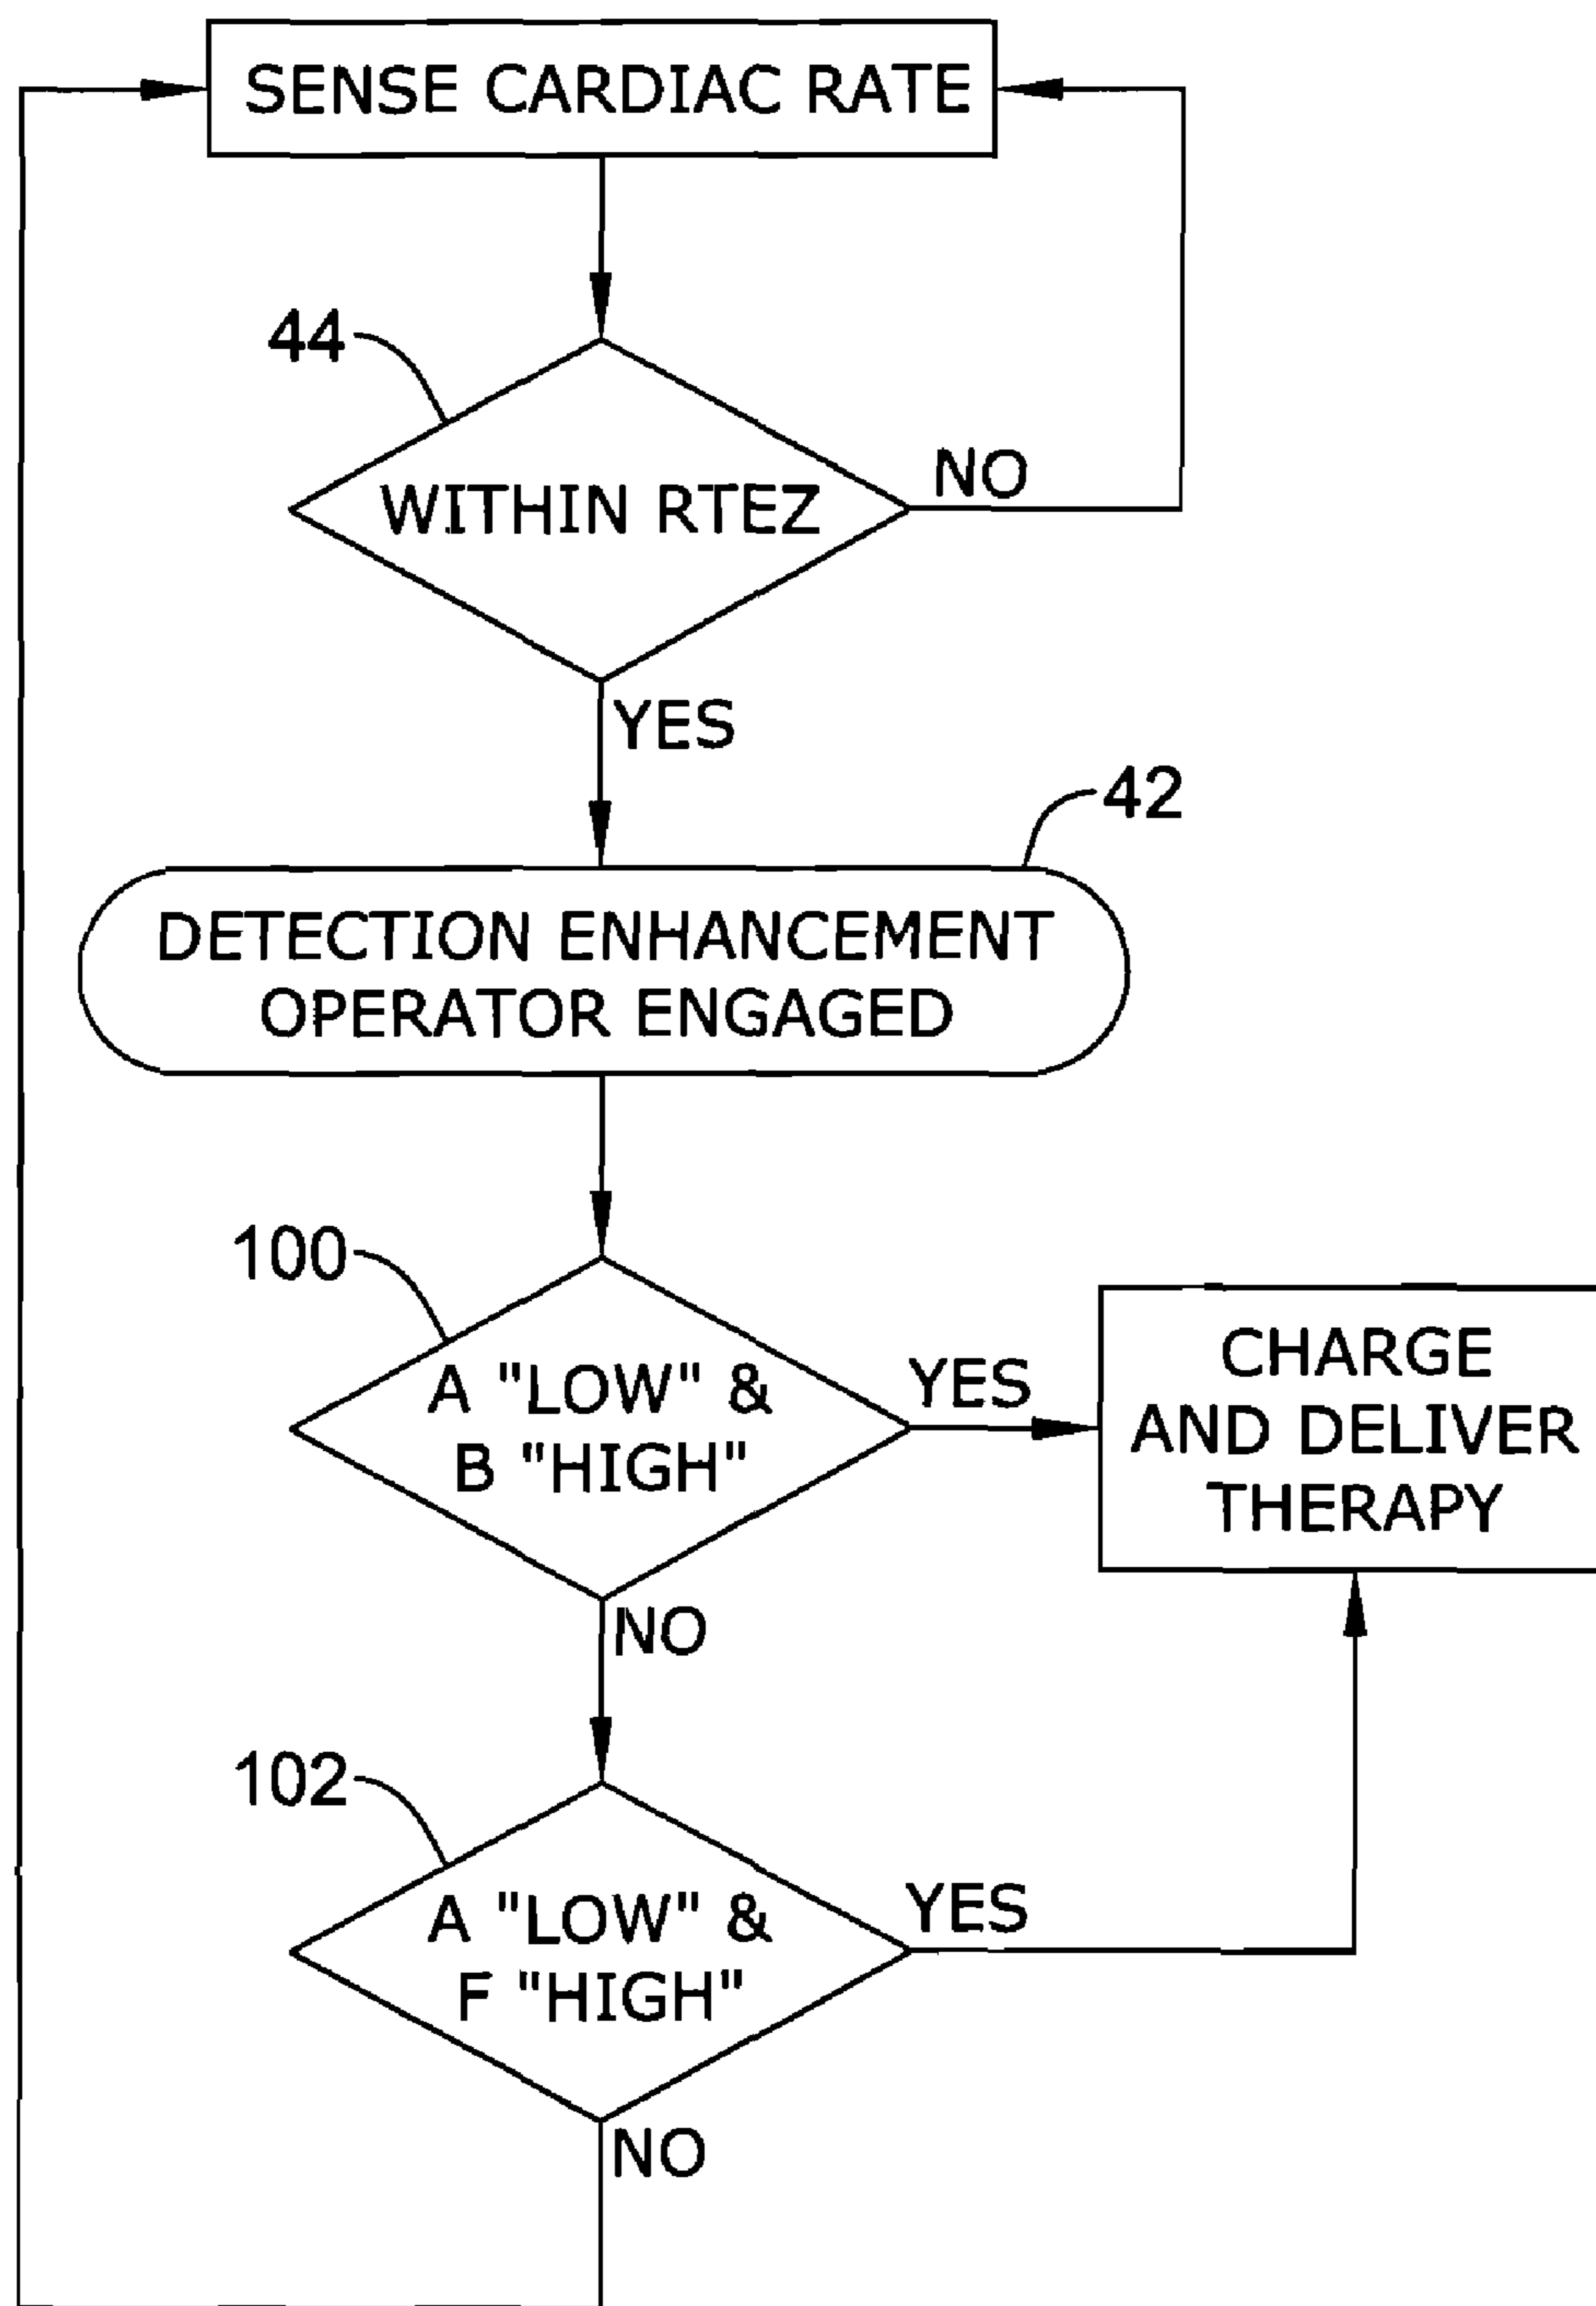 SENSE CARDIAC RATE
44
WITHIN RTEZ
NO
YES
42
DETECTION ENHANCEMENT
OPERATOR ENGAGED
100
A "LOW" &
B "HIGH"
YES
CHARGE
AND DELIVER
THERAPY
NO
102
A "LOW" &
F "HIGH"
YES
NO